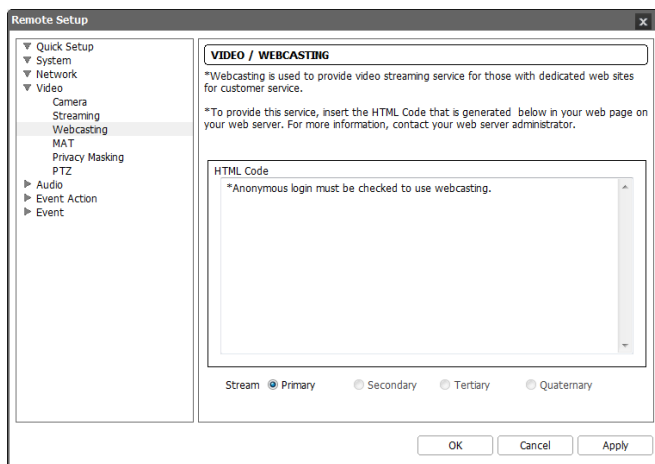 Remote Setup
x
Quick Setup
System
Network
Video
Camera
Streaming
Webcasting
MAT
Privacy Masking
PTZ
Audio
Event Action
Event
VIDEO / WEBCASTING
*Webcasting is used to provide video streaming service for those with dedicated web sites
for customer service.
*To provide this service, insert the HTML Code that is generated below in your web page on
your web server. For more information, contact your web server administrator.
HTML Code
*Anonymous login must be checked to use webcasting.
Stream Primary Secondary Tertiary Quaternary
OK Cancel Apply